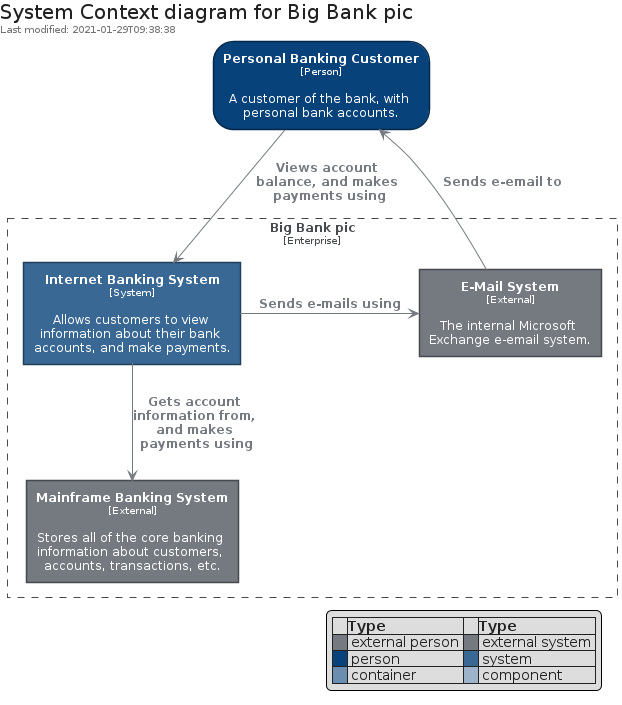 System Context diagram for Big Bank pic
Last modified: 2021-01-29T09:38:38
Personal Banking Customer
[Person]
A customer of the bank, with
personal bank accounts.
Views account
balance, and makes
payments using
Sends e-email to
Big Bank pic
[Enterprise]
Internet Banking System
[System]
Allows customers to view
information about their bank
accounts, and make payments.
Sends e-mails using
E-Mail System
[External]
The internal Microsoft
Exchange e-email system.
Gets account
information from,
and makes
payments using
Mainframe Banking System
[External]
Stores all of the core banking
information about customers,
accounts, transactions, etc.
Type Type
external person external system
person system
container component